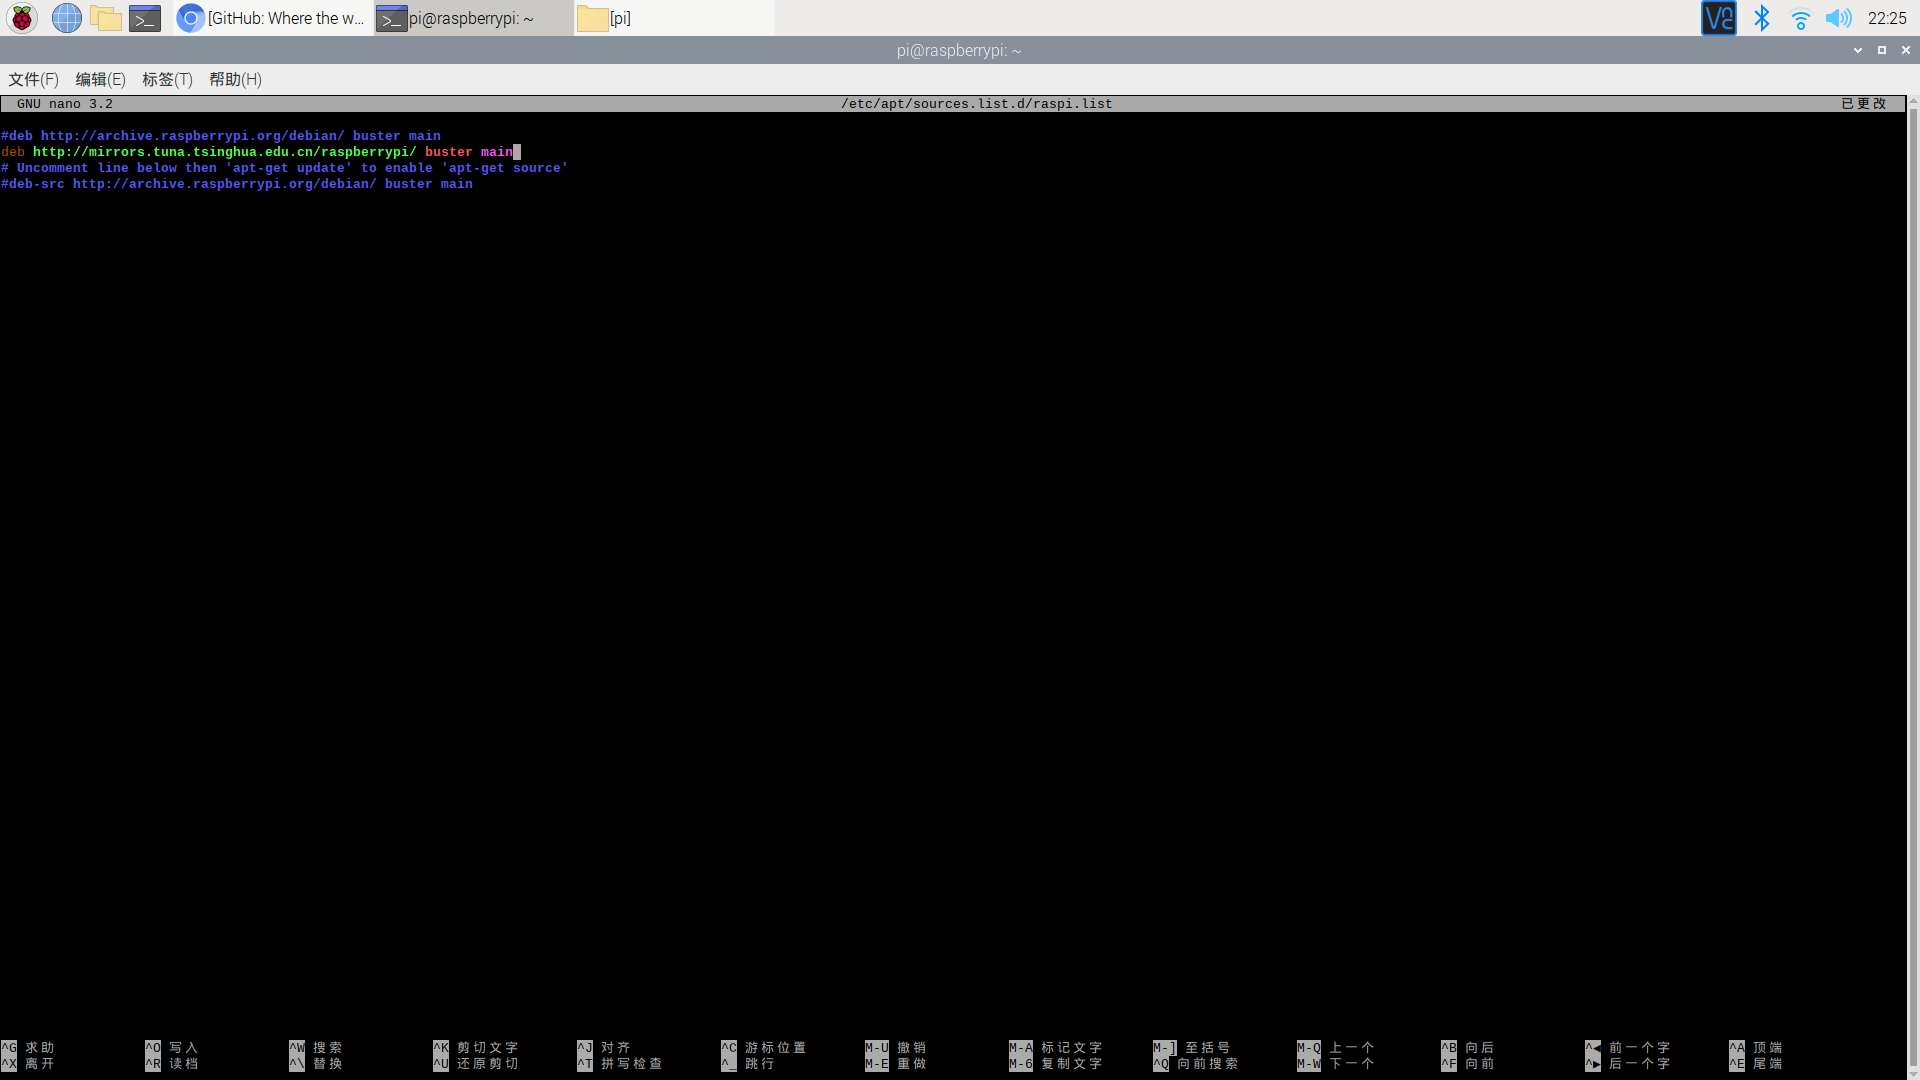 [GitHub: Where the w... pi@raspberrypi: ~ [pi] 22:25
pi@raspberrypi: ~
文件(F) 编辑(E) 标签(T) 帮助(H)
GNU nano 3.2 /etc/apt/sources.list.d/raspi.list 已更改
#deb http://archive.raspberrypi.org/debian/ buster main
deb http://mirrors.tuna.tsinghua.edu.cn/raspberrypi/ buster main
# Uncomment line below then 'apt-get update' to enable 'apt-get source'
#deb-src http://archive.raspberrypi.org/debian/ buster main
^G 求助 ^O 写入 ^W 搜索 ^K 剪切文字 ^J 对齐 ^C 游标位置 M-U 撤销 M-A 标记文字 M-] 至括号 M-Q 上一个 ^B 向后 ^◀ 前一个字 ^A 顶端
^X 离开 ^R 读档 ^\ 替换 ^U 还原剪切 ^T 拼写检查 ^_ 跳行 M-E 重做 M-6 复制文字 ^Q 向前搜索 M-W 下一个 ^F 向前 ^▶ 后一个字 ^E 尾端